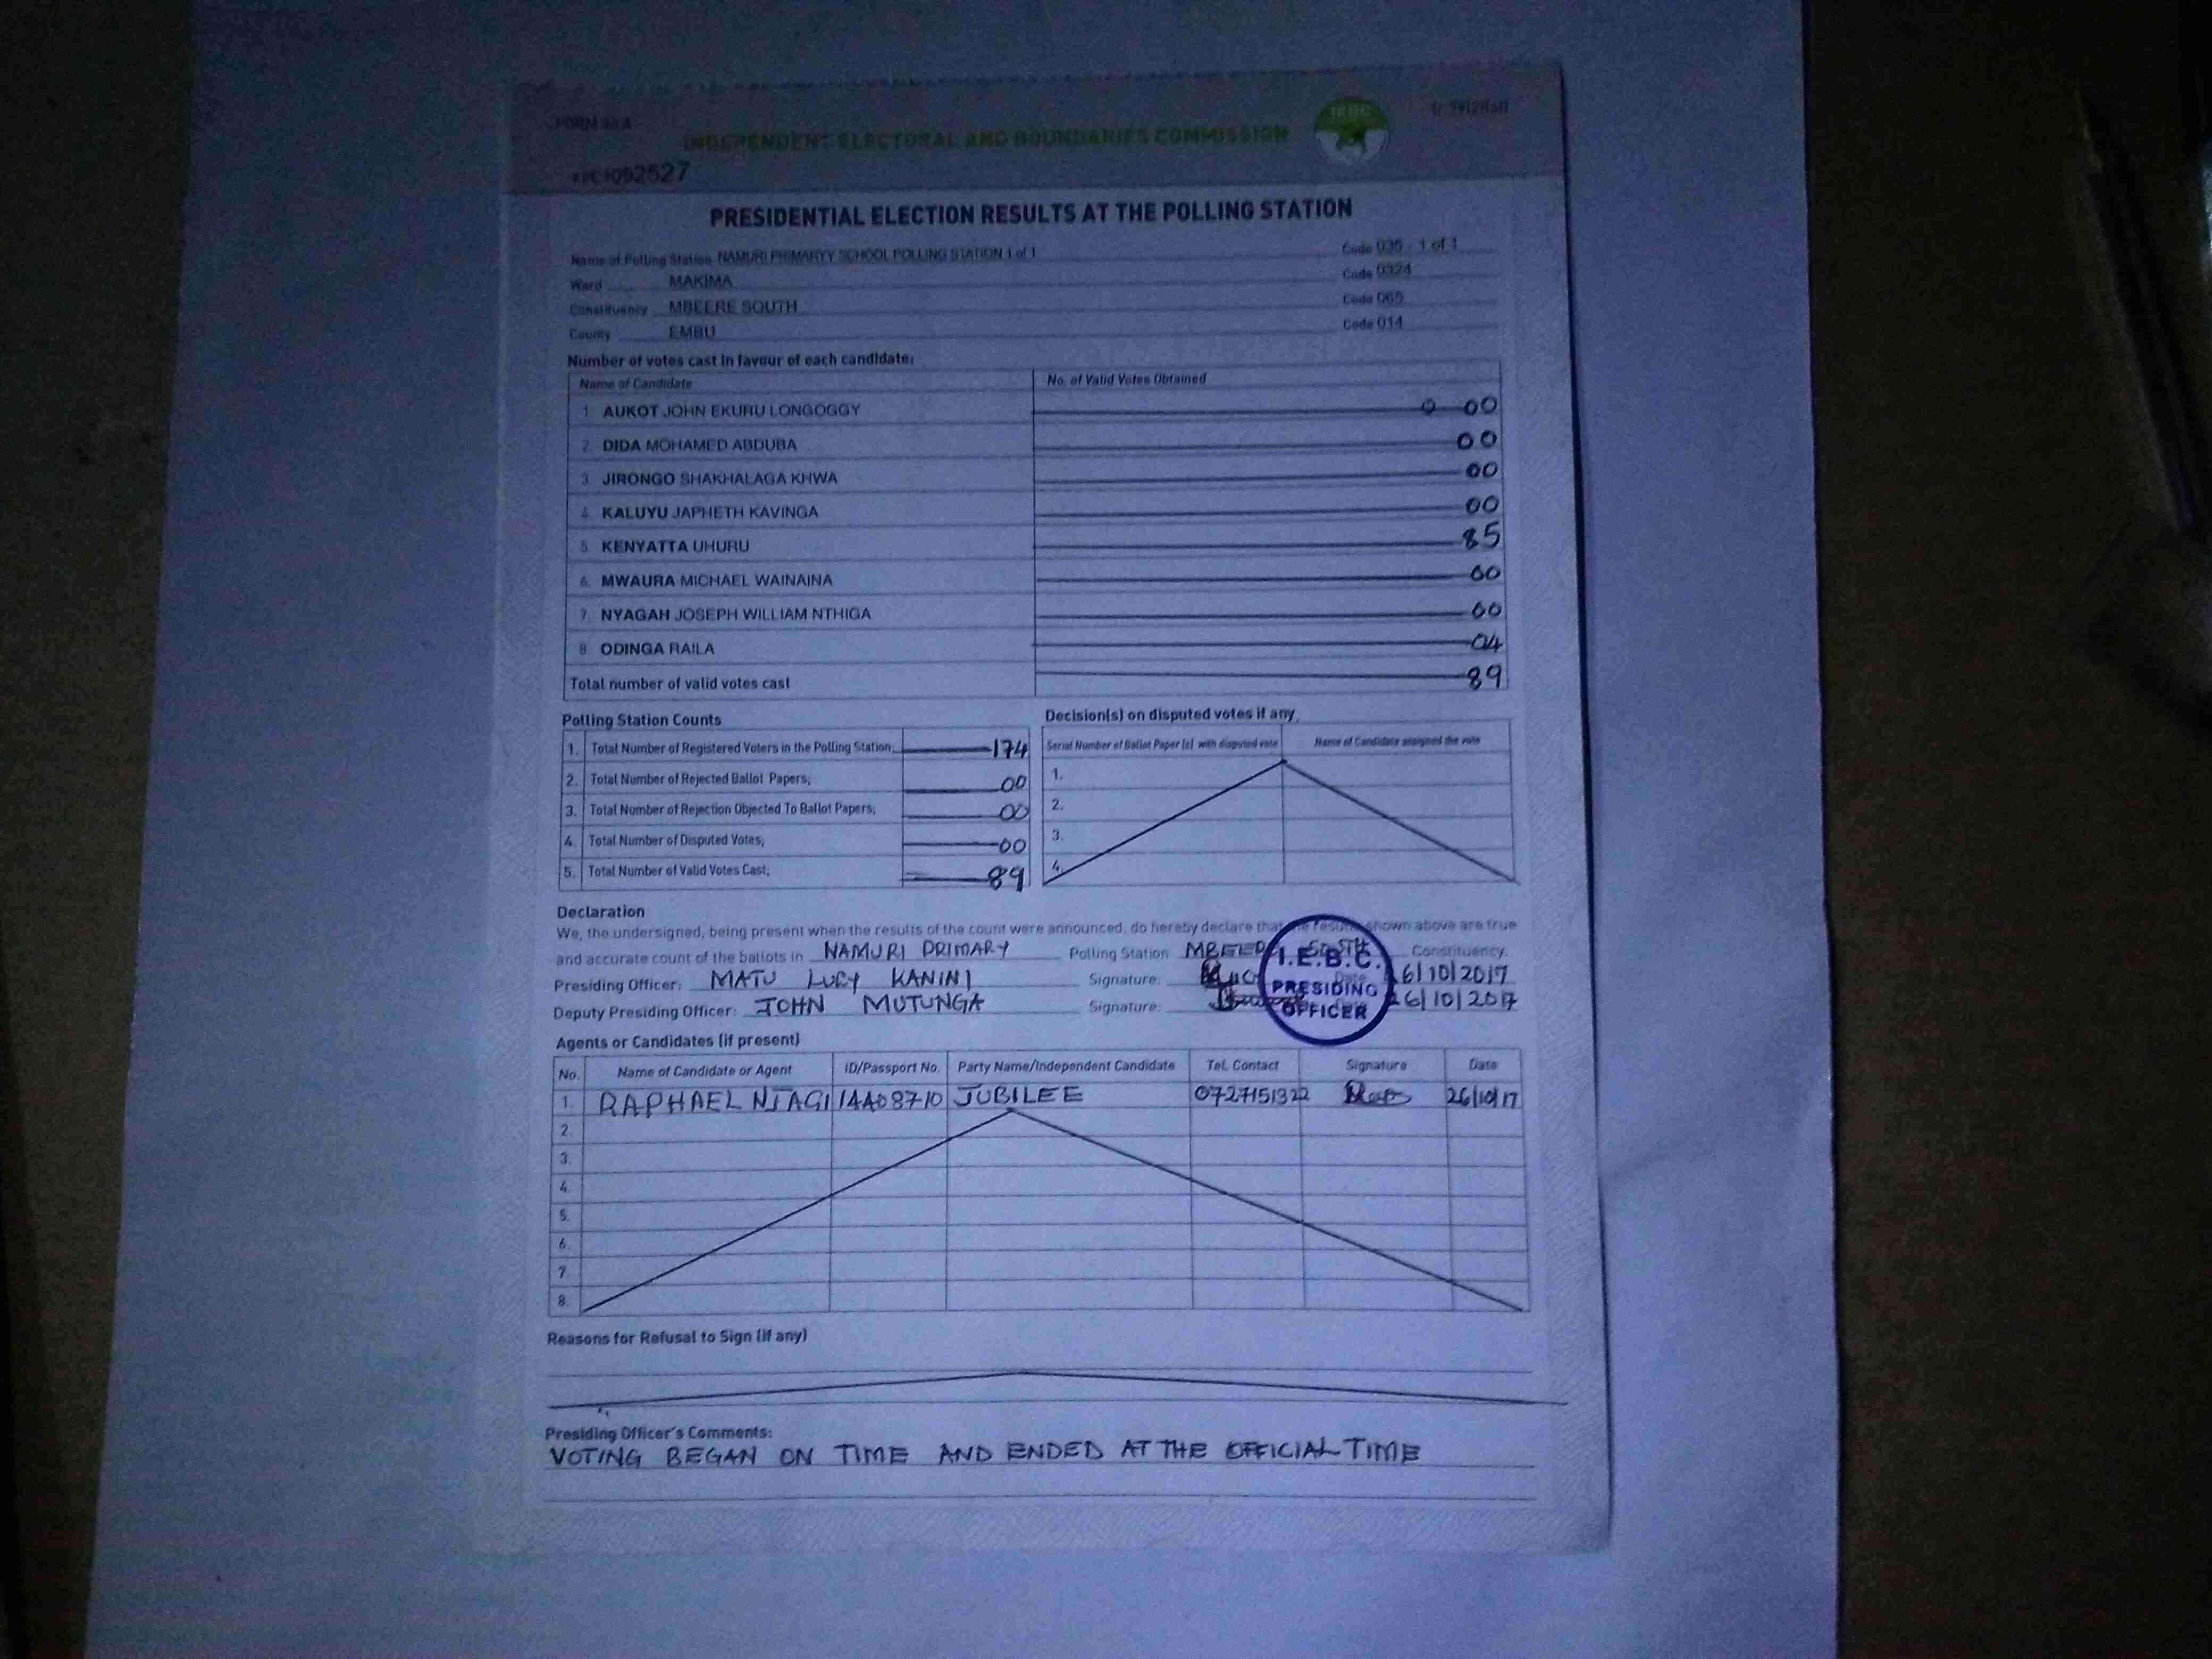 FORM 34 A
INDEPENDENT ELECTORAL AND BOUNDARIES COMMISSION
IEBC
PRESIDENTIAL ELECTION RESULTS AT THE POLLING STATION
Name of Polling Station NAMURI PRIMARYY SCHOOL POLLING STATION 1 of 1 Code 035 - 1 of 1
Ward MAKIMA Code 0324
Constituency MBEERE SOUTH Code 065
County EMBU Code 014
Number of votes cast in favour of each candidate:
Name of Candidate No. of Valid Votes Obtained
1 AUKOT JOHN EKURU LONGOGGY 0 00
2 DIDA MOHAMED ABDUBA 00
3 JIRONGO SHAKHALAGA KHWA 00
4 KALUYU JAPHETH KAVINGA 00
5 KENYATTA UHURU 85
6. MWAURA MICHAEL WAINAINA 00
7 NYAGAH JOSEPH WILLIAM NTHIGA 00
8 ODINGA RAILA 04
Total number of valid votes cast 89
Polling Station Counts
1. Total Number of Registered Voters in the Polling Station; 174
2. Total Number of Rejected Ballot Papers; 00
3. Total Number of Rejection Objected To Ballot Papers; 00
4. Total Number of Disputed Votes; 00
5. Total Number of Valid Votes Cast; 89
Decision(s) on disputed votes if any
Serial Number of Ballot Paper (s) with disputed vote Name of Candidate assigned the vote
1.
2.
3.
4.
Declaration
We, the undersigned, being present when the results of the count were announced, do hereby declare that the results shown above are true
and accurate count of the ballots in NAMURI PRIMARY Polling Station MBEERE SOUTH Constituency.
Presiding Officer: MATU LUCY KANINI Signature: Date 26/10/2017
Deputy Presiding Officer: JOHN MUTUNGA Signature: 26/10/2017
I.E.B.C.
PRESIDING
OFFICER
Agents or Candidates (if present)
No. Name of Candidate or Agent ID/Passport No. Party Name/Independent Candidate Tel. Contact Signature Date
1. RAPHAEL NJAGI 14408710 JUBILEE 0727151322 26/10/17
2.
3.
4.
5.
6.
7.
8.
Reasons for Refusal to Sign (if any)
Presiding Officer's Comments:
VOTING BEGAN ON TIME AND ENDED AT THE OFFICIAL TIME